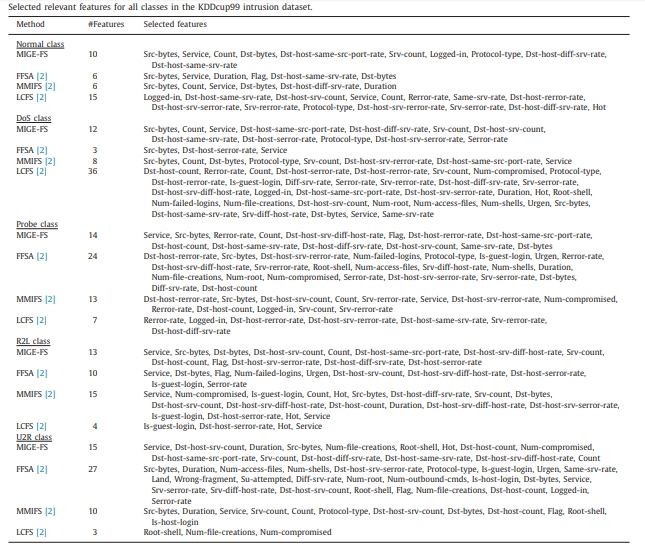 Selected relevant features for all classes in the KDDcup99 intrusion dataset.
Method #Features Selected features
Normal class
MIGE-FS 10 Src-bytes, Service, Count, Dst-bytes, Dst-host-same-src-port-rate, Srv-count, Logged-in, Protocol-type, Dst-host-diff-srv-rate,
Dst-host-same-srv-rate
FFSA [2] 6 Src-bytes, Service, Duration, Flag, Dst-host-same-srv-rate, Dst-bytes
MMIFS [2] 6 Src-bytes, Count, Service, Dst-bytes, Dst-host-diff-srv-rate, Duration
LCFS [2] 15 Logged-in, Dst-host-same-srv-rate, Dst-host-srv-count, Service, Count, Rerror-rate, Same-srv-rate, Dst-host-rerror-rate,
Dst-host-srv-serror-rate, Srv-rerror-rate, Protocol-type, Dst-host-srv-rerror-rate, Srv-serror-rate, Dst-host-diff-srv-rate, Hot
DoS class
MIGE-FS 12 Src-bytes, Count, Service, Dst-host-same-src-port-rate, Dst-host-diff-srv-rate, Srv-count, Dst-host-srv-count,
Dst-host-same-srv-rate, Dst-host-serror-rate, Protocol-type, Dst-host-srv-serror-rate, Serror-rate
FFSA [2] 3 Src-bytes, Dst-host-serror-rate, Service
MMIFS [2] 8 Src-bytes, Count, Dst-bytes, Protocol-type, Srv-count, Dst-host-srv-rerror-rate, Dst-host-same-src-port-rate, Service
LCFS [2] 36 Dst-host-count, Rerror-rate, Count, Dst-host-serror-rate, Dst-host-rerror-rate, Srv-count, Num-compromised, Protocol-type,
Dst-host-rerror-rate, Is-guest-login, Diff-srv-rate, Serror-rate, Srv-rerror-rate, Dst-host-diff-srv-rate, Srv-serror-rate,
Dst-host-srv-diff-host-rate, Logged-in, Dst-host-same-src-port-rate, Dst-host-srv-serror-rate, Duration, Hot, Root-shell,
Num-failed-logins, Num-file-creations, Dst-host-srv-count, Num-root, Num-access-files, Num-shells, Urgen, Src-bytes,
Dst-host-same-srv-rate, Srv-diff-host-rate, Dst-bytes, Service, Same-srv-rate
Probe class
MIGE-FS 14 Service, Src-bytes, Rerror-rate, Count, Dst-host-srv-diff-host-rate, Flag, Dst-host-rerror-rate, Dst-host-same-src-port-rate,
Dst-host-count, Dst-host-same-srv-rate, Dst-host-diff-srv-rate, Dst-host-srv-count, Same-srv-rate, Dst-bytes
FFSA [2] 24 Dst-host-rerror-rate, Src-bytes, Dst-host-srv-rerror-rate, Num-failed-logins, Protocol-type, Is-guest-login, Urgen, Rerror-rate,
Dst-host-srv-diff-host-rate, Srv-rerror-rate, Root-Shell, Num-access-files, Srv-diff-host-rate, Num-shells, Duration,
Num-file-creations, Num-root, Num-compromised, Serror-rate, Dst-host-srv-serror-rate, Srv-serror-rate, Dst-bytes,
Diff-srv-rate, Dst-host-count
MMIFS [2] 13 Dst-host-rerror-rate, Src-bytes, Dst-host-srv-count, Count, Srv-rerror-rate, Service, Dst-host-srv-rerror-rate, Num-compromised,
Rerror-rate, Dst-host-count, Logged-in, Srv-count, Srv-rerror-rate
LCFS [2] 7 Rerror-rate, Logged-in, Dst-host-rerror-rate, Dst-host-srv-rerror-rate, Dst-host-same-srv-rate, Srv-rerror-rate,
Dst-host-diff-srv-rate
R2L class
MIGE-FS 13 Service, Src-bytes, Dst-bytes, Dst-host-srv-count, Count, Dst-host-same-src-port-rate, Dst-host-srv-diff-host-rate, Srv-count,
Dst-host-count, Flag, Dst-host-srv-serror-rate, Dst-host-diff-srv-rate, Dst-host-serror-rate
FFSA [2] 10 Service, Dst-bytes, Flag, Num-failed-logins, Urgen, Dst-host-srv-count, Dst-host-srv-diff-host-rate, Dst-host-serror-rate,
Is-guest-login, Serror-rate
MMIFS [2] 15 Service, Num-compromised, Is-guest-login, Count, Hot, Src-bytes, Dst-host-diff-srv-rate, Srv-count, Dst-bytes,
Dst-host-srv-count, Dst-host-srv-diff-host-rate, Dst-host-count, Duration, Dst-host-srv-diff-host-rate, Dst-host-srv-serror-rate,
Is-guest-login, Dst-host-serror-rate, Hot, Service
LCFS [2] 4 Is-guest-login, Dst-host-serror-rate, Hot, Service
U2R class
MIGE-FS 15 Service, Dst-host-srv-count, Duration, Src-bytes, Num-file-creations, Root-shell, Hot, Dst-host-count, Num-compromised,
Dst-host-same-src-port-rate, Srv-count, Dst-host-diff-srv-rate, Dst-host-same-srv-rate, Dst-host-srv-diff-host-rate, Count
FFSA [2] 27 Src-bytes, Duration, Num-access-files, Num-shells, Dst-host-srv-serror-rate, Protocol-type, Is-guest-login, Urgen, Same-srv-rate,
Land, Wrong-fragment, Su-attempted, Diff-srv-rate, Num-root, Num-outbound-cmds, Is-host-login, Dst-bytes, Service,
Srv-serror-rate, Srv-diff-host-rate, Dst-host-srv-count, Root-shell, Flag, Num-file-creations, Dst-host-count, Logged-in,
Serror-rate
MMIFS [2] 10 Src-bytes, Duration, Service, Srv-count, Count, Protocol-type, Dst-host-srv-count, Dst-bytes, Dst-host-count, Flag, Root-shell,
Is-host-login
LCFS [2] 3 Root-shell, Num-file-creations, Num-compromised